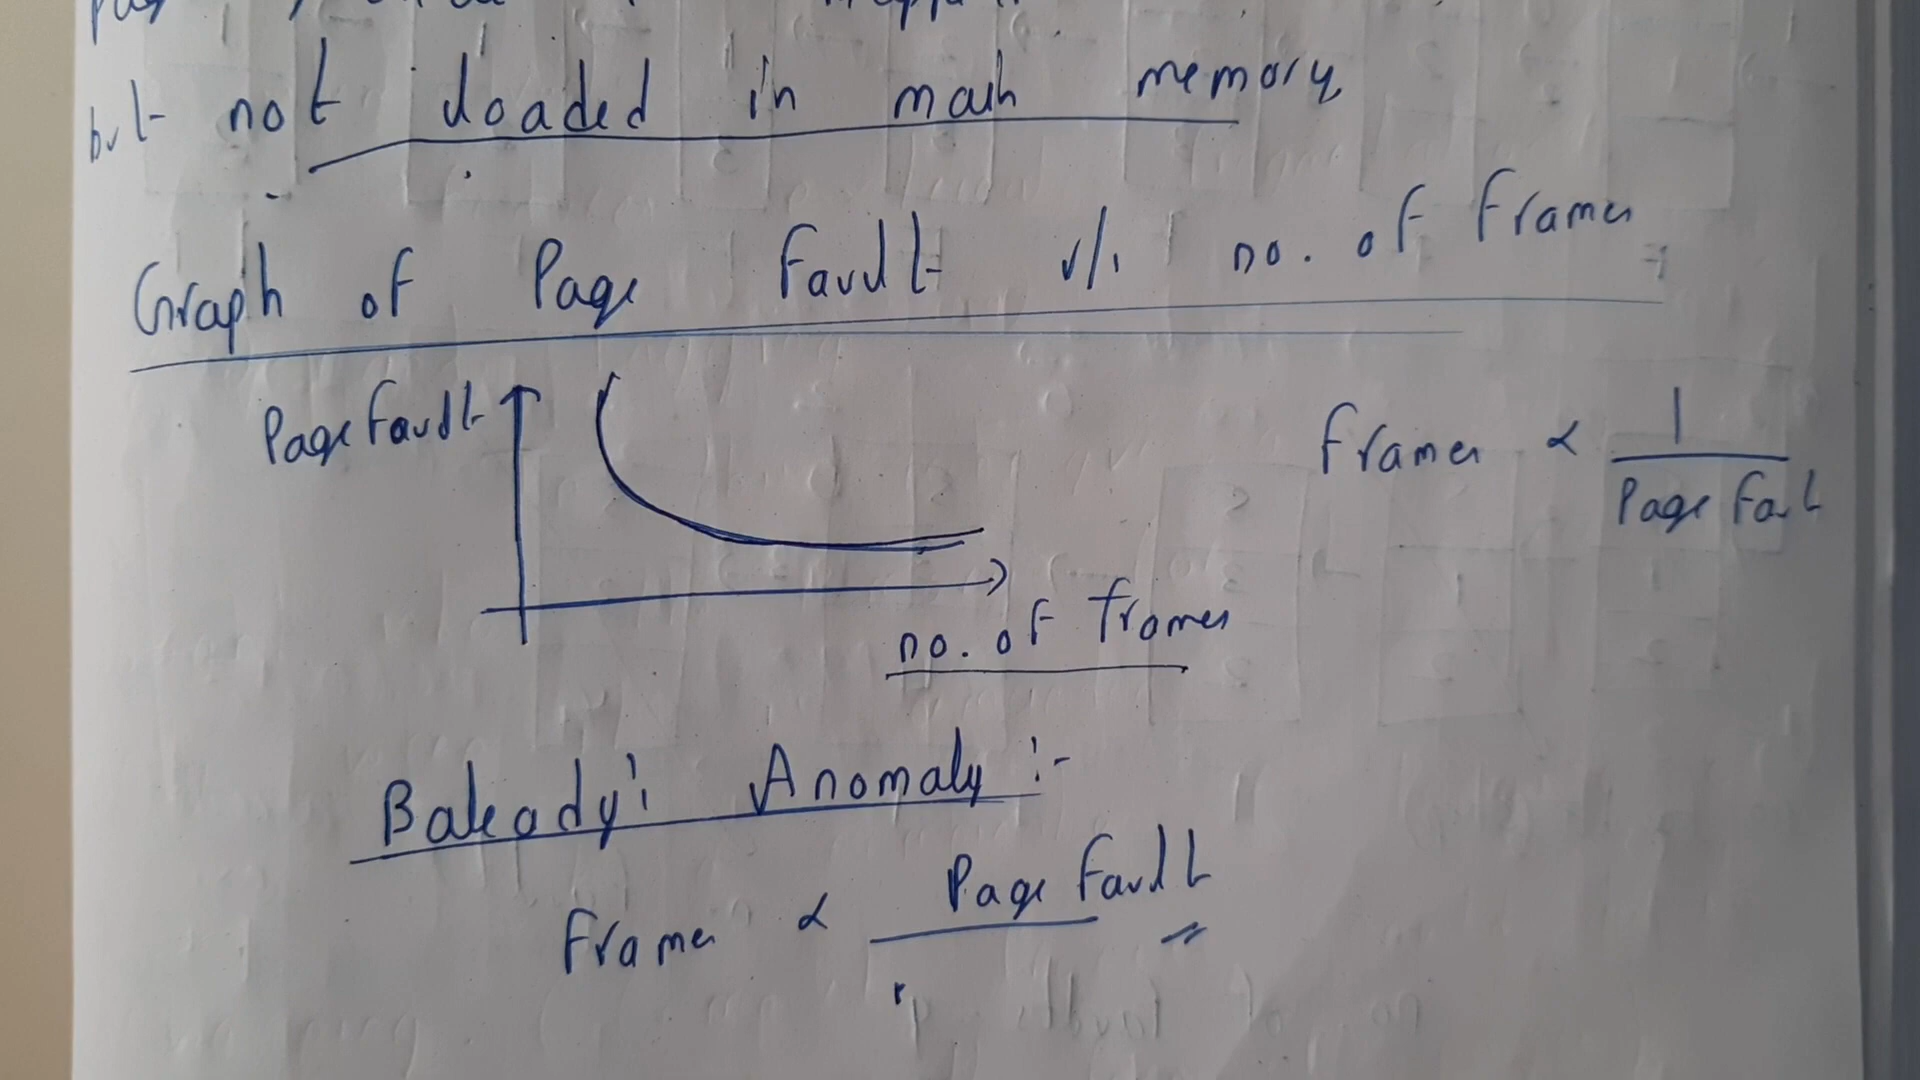 but not loaded in main memory
Graph of Page Fault v/s no. of frames
Page Fault
frames ∝ 1
Page Fault
no. of frames
Baleady's Anomaly :-
Frames ∝ Page Fault